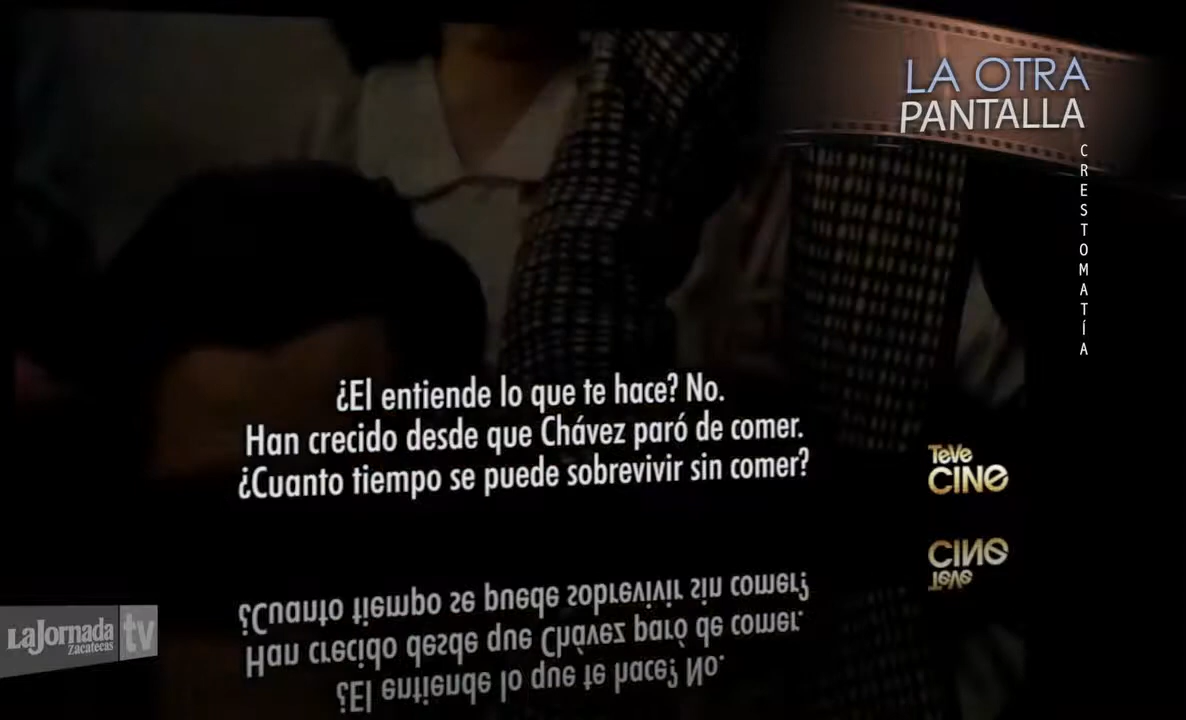 LA OTRA
PANTALLA
CRESTOMATÍA
¿El entiende lo que te hace? No.
Han crecido desde que Chávez paró de comer.
¿Cuanto tiempo se puede sobrevivir sin comer?
TeVe
CINe
LaJornada
Zacatecas
tv